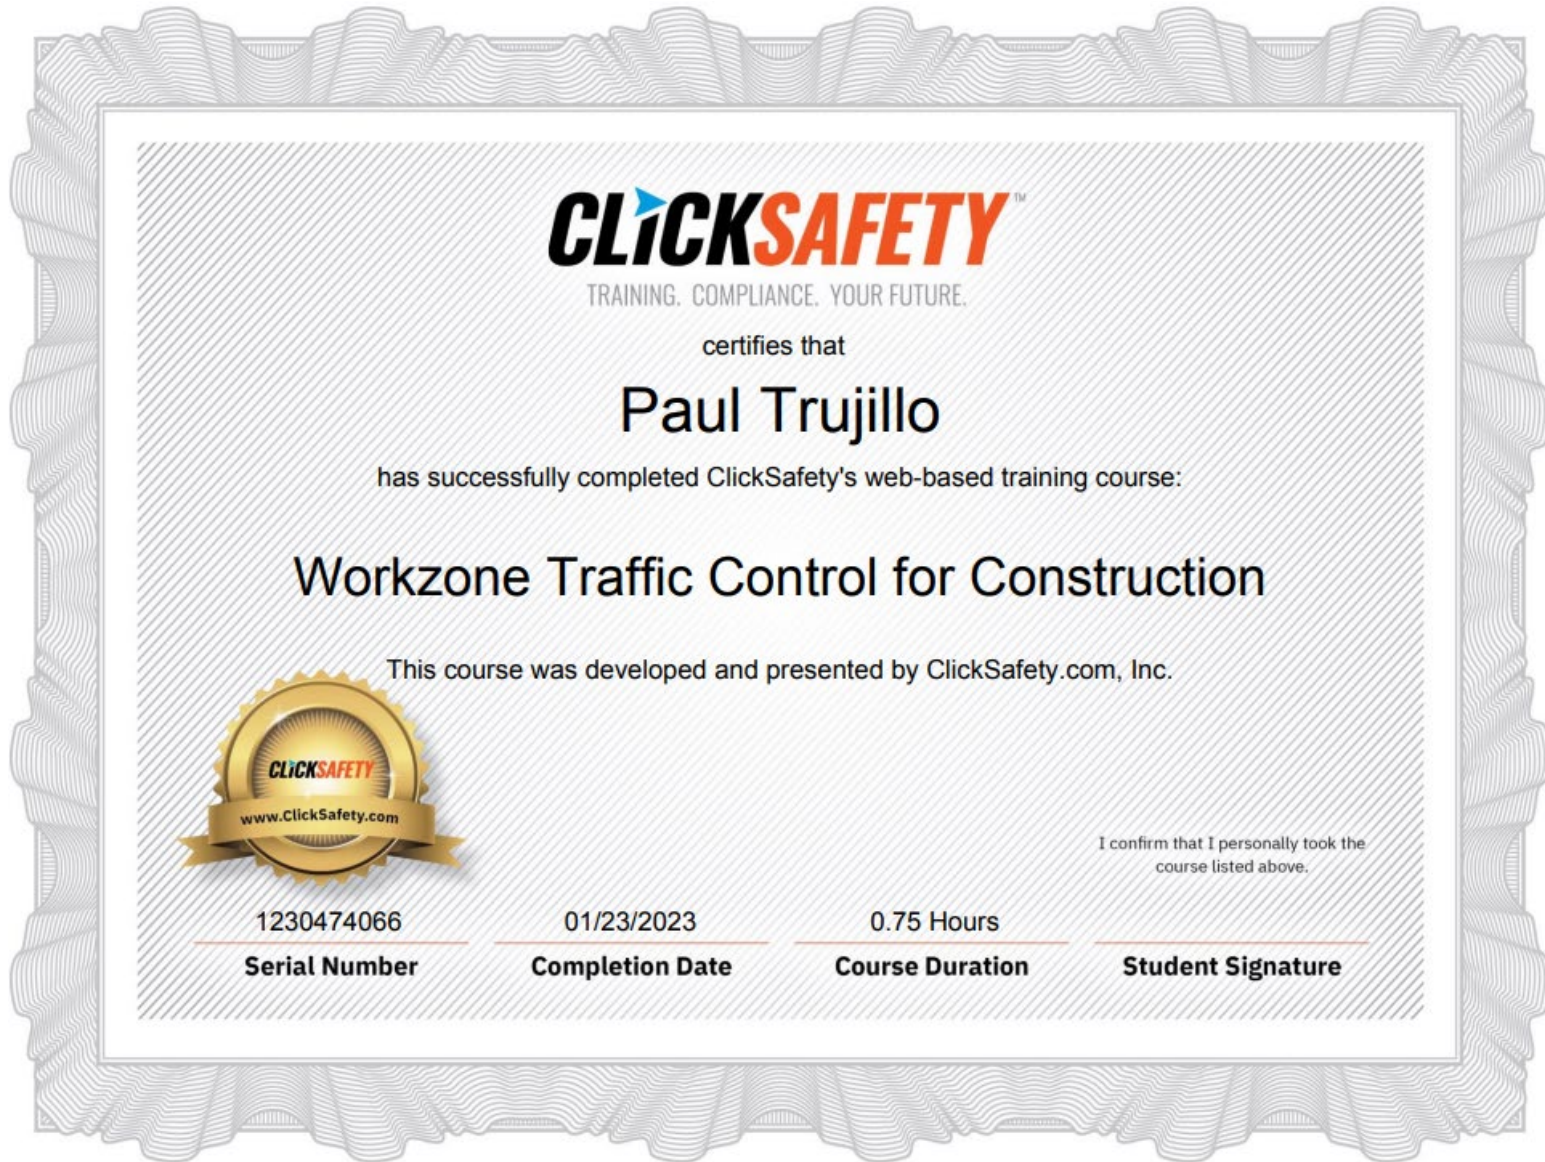 CLICKSAFETY™
TRAINING. COMPLIANCE. YOUR FUTURE.
certifies that
Paul Trujillo
has successfully completed ClickSafety's web-based training course:
Workzone Traffic Control for Construction
This course was developed and presented by ClickSafety.com, Inc.
CLICKSAFETY
www.ClickSafety.com
I confirm that I personally took the
course listed above.
1230474066 01/23/2023 0.75 Hours
Serial Number Completion Date Course Duration Student Signature